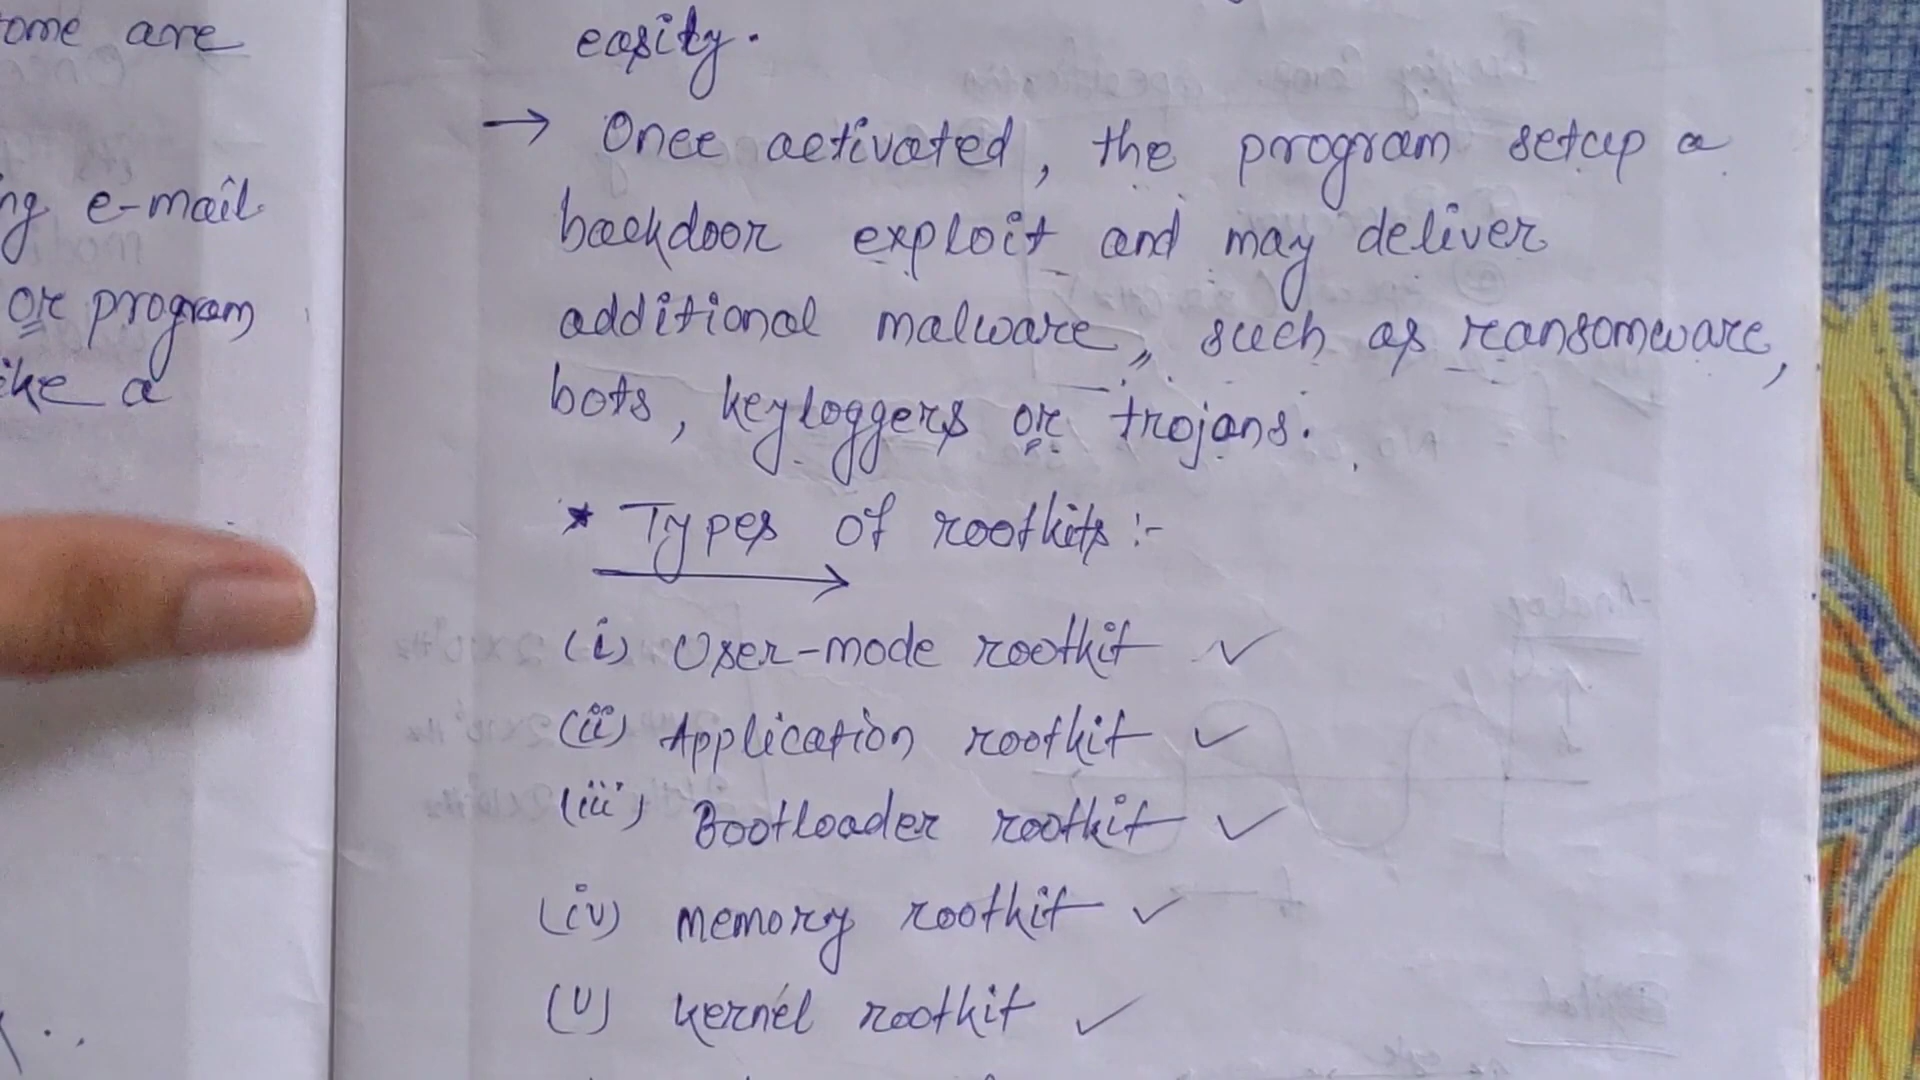 ome are
ng e-mail
or program
ike a
easity.
→ Once activated, the program setup a
backdoor exploit and may deliver
additional malware, such as ransomware,
bots, keyloggers or trojans.
* Types of rootkits :-
(i) User-mode rootkit ✓
(ii) Application rootkit ✓
(iii) Bootloader rootkit ✓
(iv) memory rootkit ✓
(v) kernel rootkit ✓